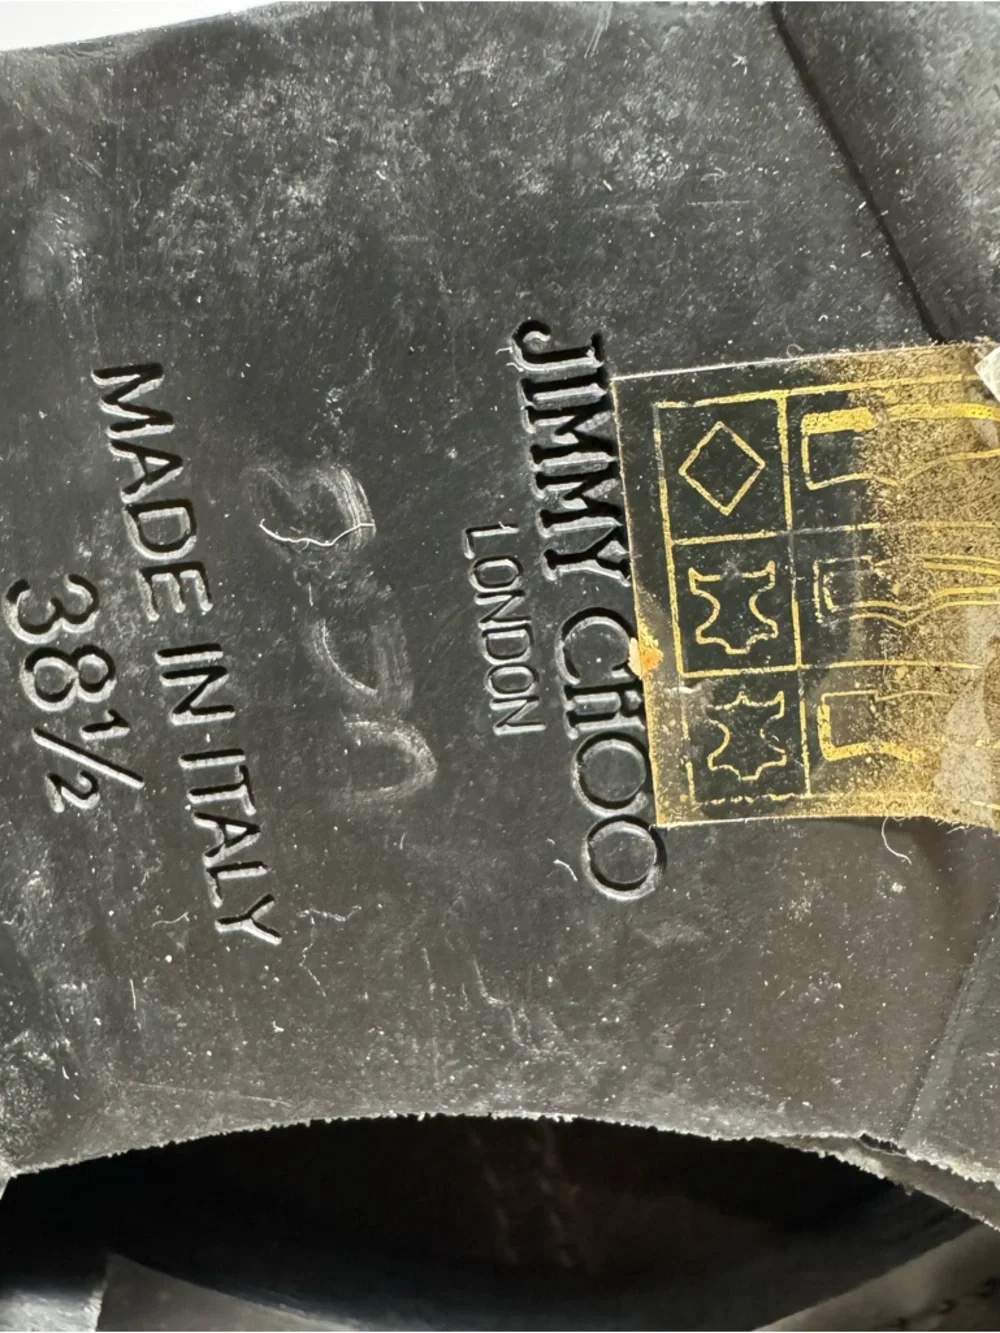 JIMMY CHOO
LONDON
MADE IN ITALY
38½